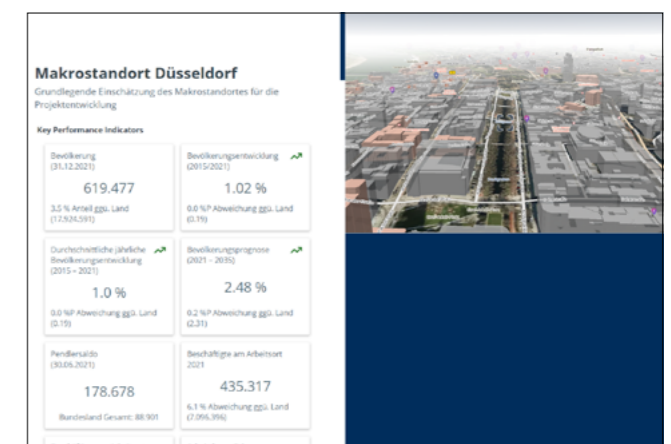 Makrostandort Düsseldorf
Grundlegende Einschätzung des Makrostandortes für die
Projektentwicklung
Key Performance Indicators
Bevölkerung
(31.12.2021)
619.477
3.5 % Anteil ggü. Land
(17,924,591)
Bevölkerungsentwicklung
(2015/2021)
1.02 %
0.0 %P Abweichung ggü. Land
(0.19)
Durchschnittliche jährliche
Bevölkerungsentwicklung
(2015 – 2021)
1.0 %
0.0 %P Abweichung ggü. Land
(0.19)
Bevölkerungsprognose
(2021 – 2035)
2.48 %
0.2 %P Abweichung ggü. Land
(2.31)
Pendlersaldo
(30.06.2021)
178.678
Bundesland Gesamt: 88.901
Beschäftigte am Arbeitsort
2021
435.317
6.1 % Abweichung ggü. Land
(7.096.396)